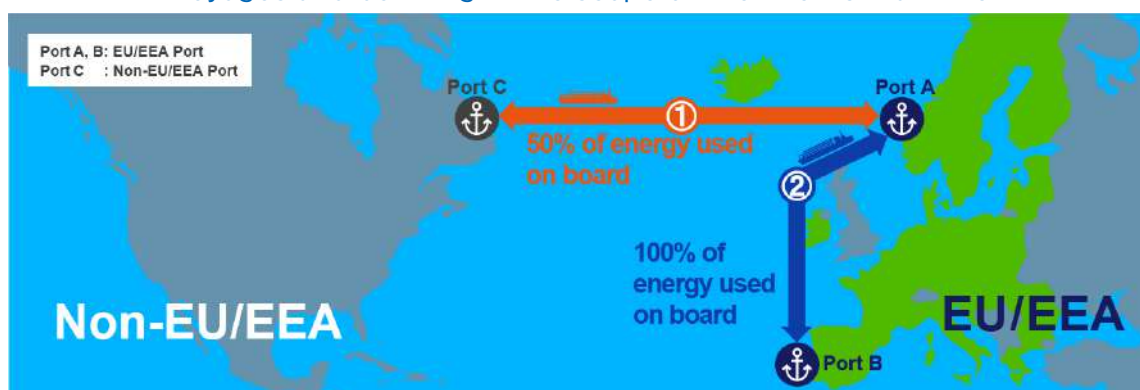 Port A, B: EU/EEA Port
Port C : Non-EU/EEA Port
Port C
Port A
1
50% of energy used
on board
2
100% of
energy used
on board
Non-EU/EEA
EU/EEA
Port B